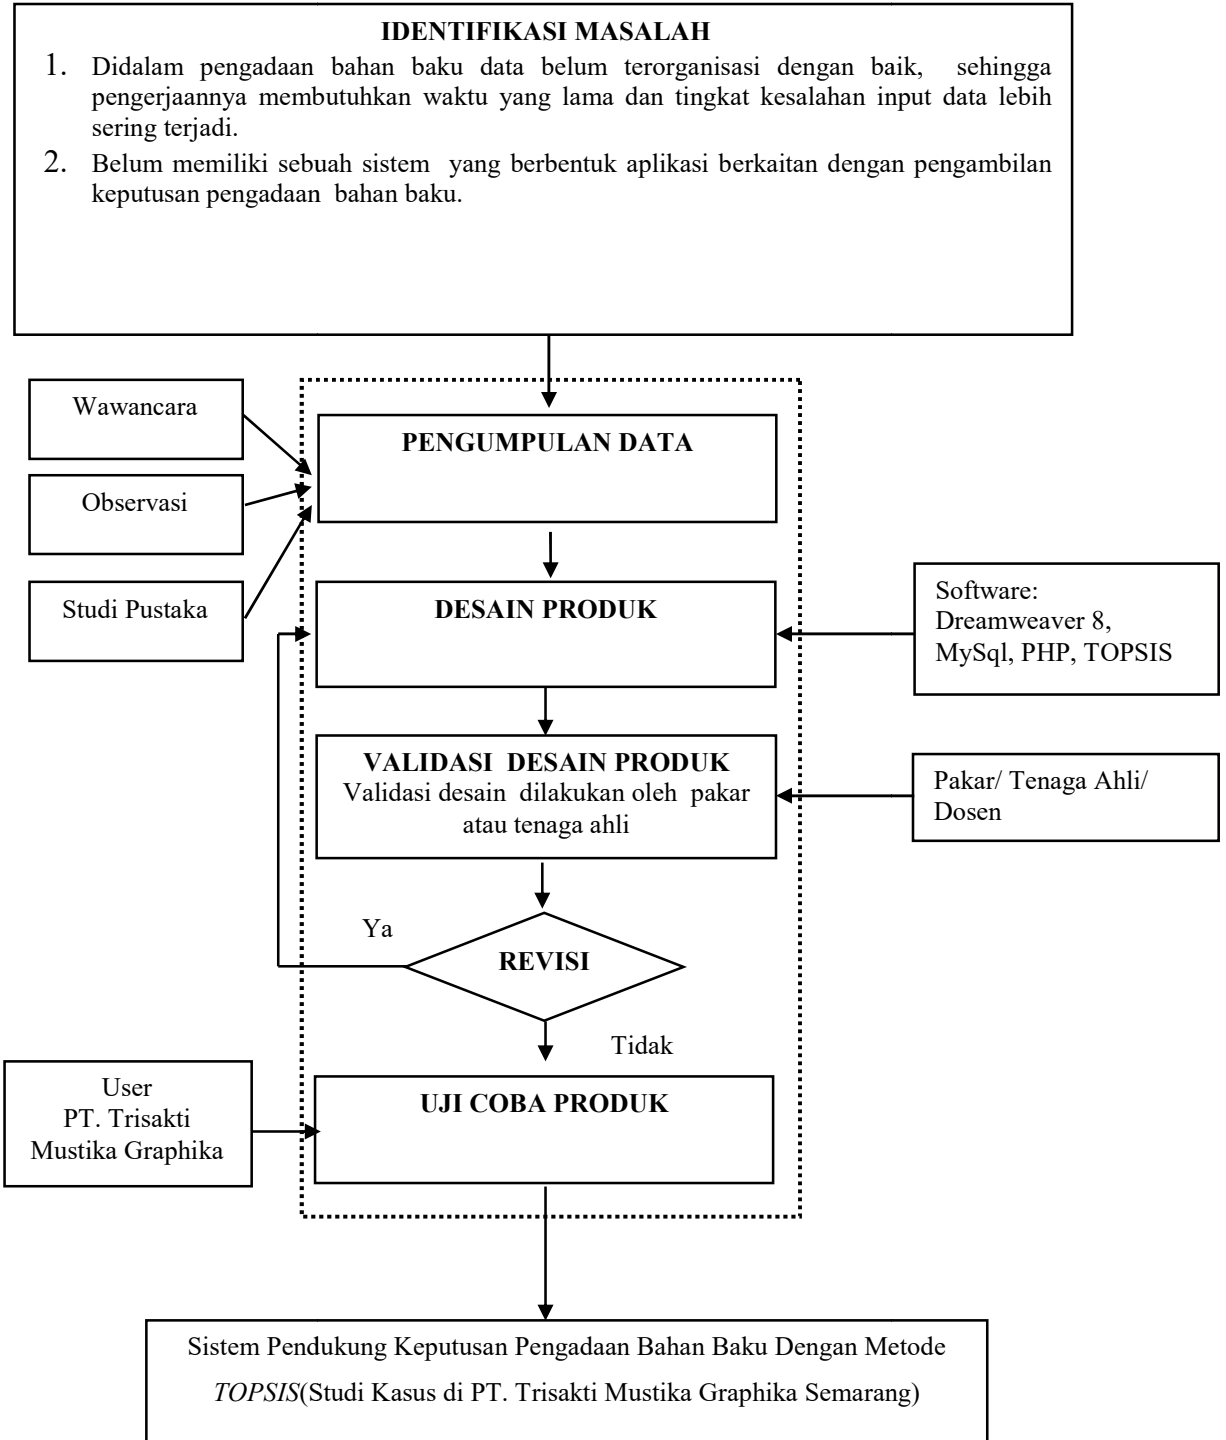 IDENTIFIKASI MASALAH
1. Didalam pengadaan bahan baku data belum terorganisasi dengan baik, sehingga
pengerjaannya membutuhkan waktu yang lama dan tingkat kesalahan input data lebih
sering terjadi.
2. Belum memiliki sebuah sistem yang berbentuk aplikasi berkaitan dengan pengambilan
keputusan pengadaan bahan baku.
Wawancara
Observasi
Studi Pustaka
PENGUMPULAN DATA
DESAIN PRODUK
Software:
Dreamweaver 8,
MySql, PHP, TOPSIS
VALIDASI DESAIN PRODUK
Validasi desain dilakukan oleh pakar
atau tenaga ahli
Pakar/ Tenaga Ahli/
Dosen
Ya
REVISI
Tidak
User
PT. Trisakti
Mustika Graphika
UJI COBA PRODUK
Sistem Pendukung Keputusan Pengadaan Bahan Baku Dengan Metode
TOPSIS(Studi Kasus di PT. Trisakti Mustika Graphika Semarang)